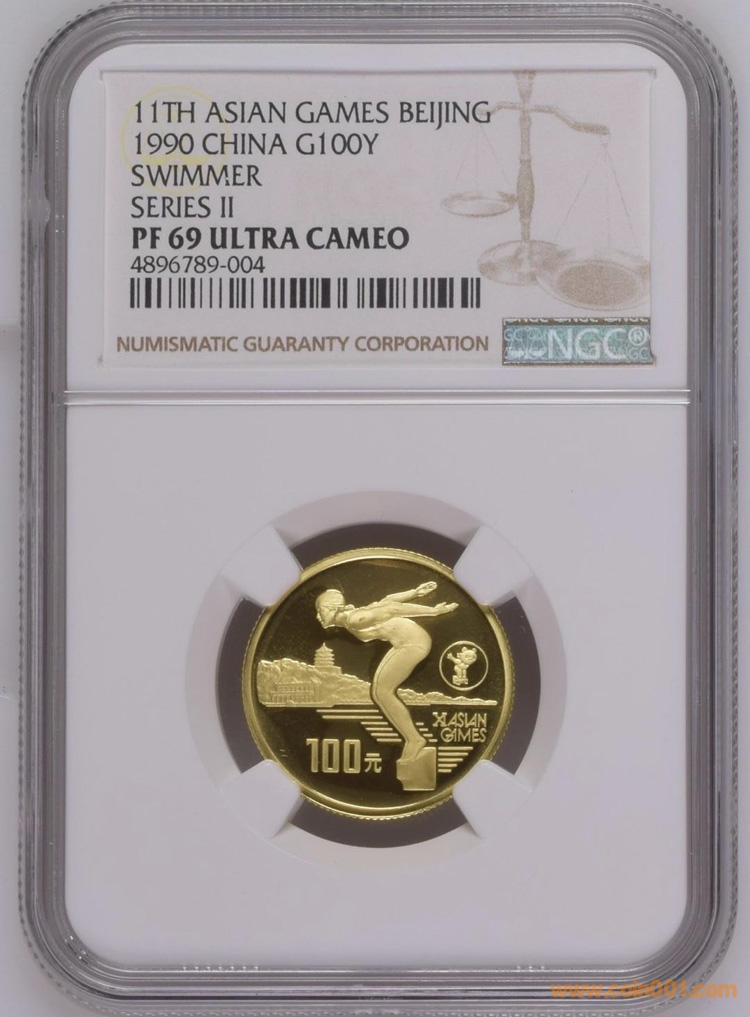 11TH ASIAN GAMES BEIJING
1990 CHINA G100Y
SWIMMER
SERIES II
PF 69 ULTRA CAMEO
4896789-004
NUMISMATIC GUARANTY CORPORATION
NGC®
XI ASIAN
GAMES
100元
www.coin001.com